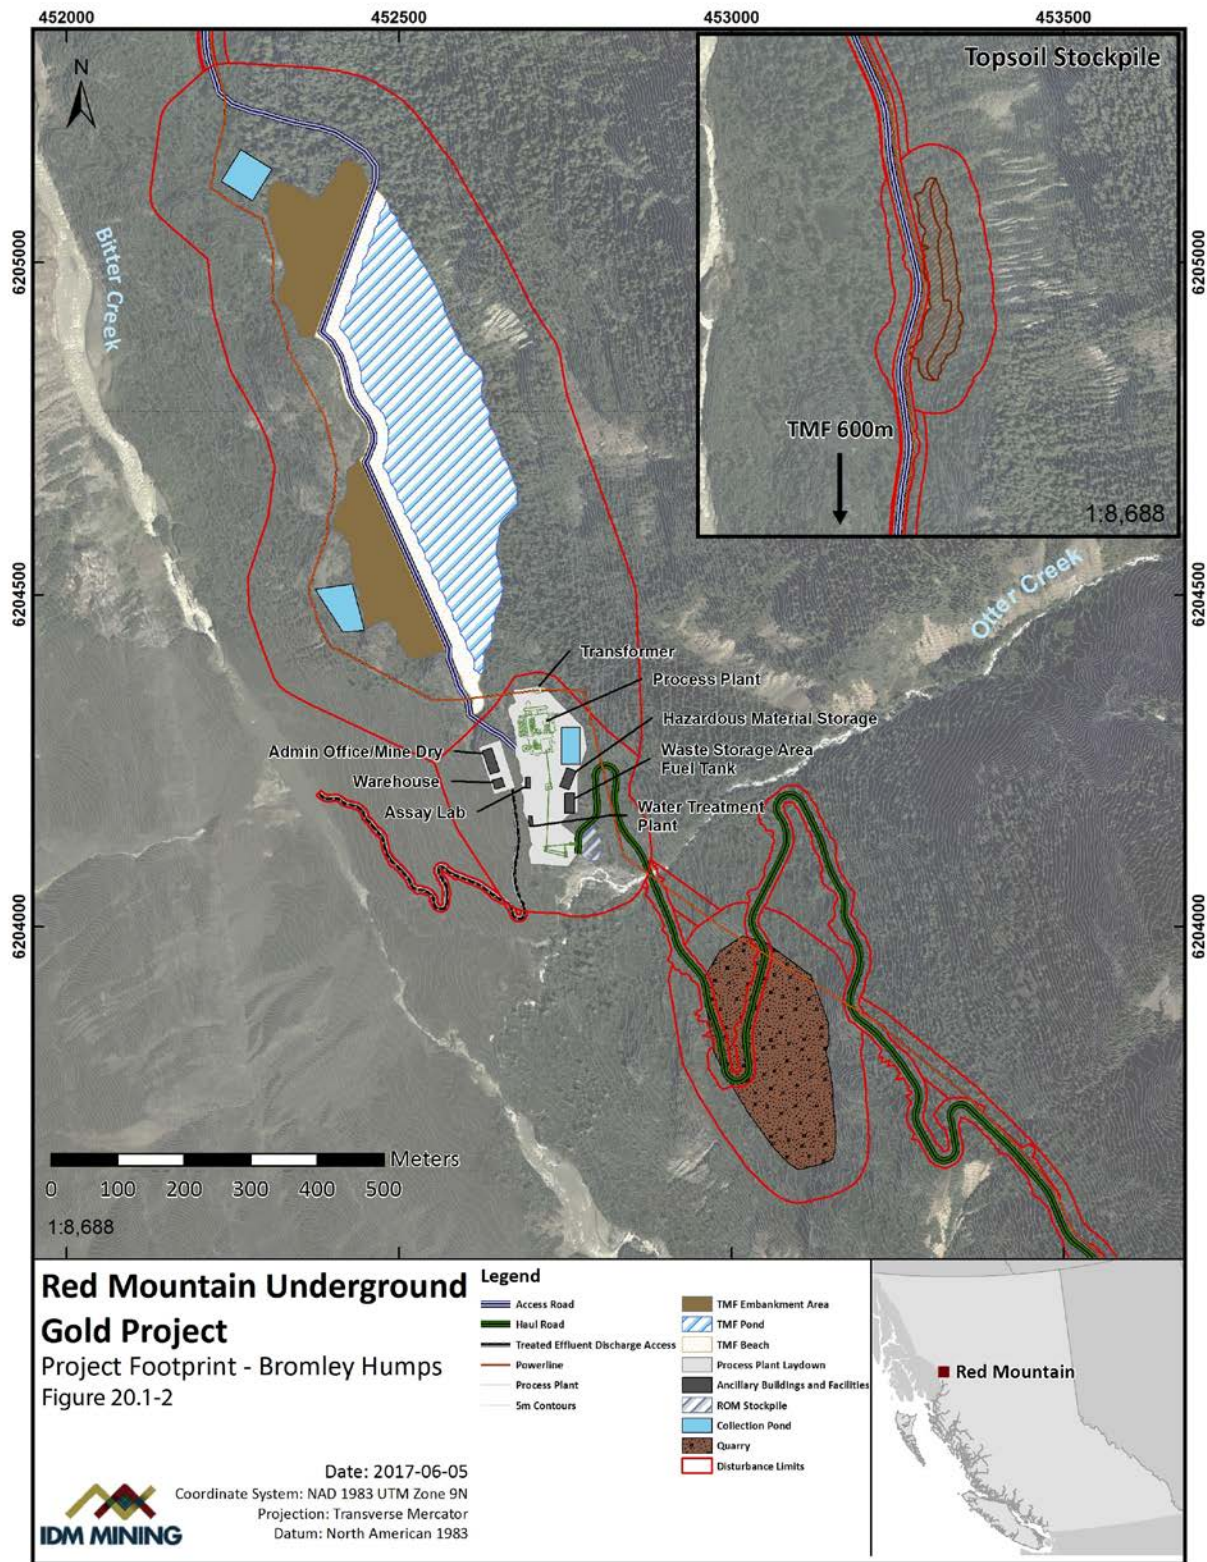 452000
452500
453000
453500
N
Topsoil Stockpile
6205000
6205000
Bitter Creek
TMF 600m
1:8,688
6204500
6204500
Otter Creek
Transformer
Process Plant
Hazardous Material Storage
Admin Office/Mine Dry
Waste Storage Area
Fuel Tank
Warehouse
Assay Lab
Water Treatment
Plant
6204000
6204000
Meters
0 100 200 300 400 500
1:8,688
Red Mountain Underground
Gold Project
Project Footprint - Bromley Humps
Figure 20.1-2
Date: 2017-06-05
Coordinate System: NAD 1983 UTM Zone 9N
Projection: Transverse Mercator
Datum: North American 1983
IDM MINING
Legend
Access Road
Haul Road
Treated Effluent Discharge Access
Powerline
Process Plant
5m Contours
TMF Embankment Area
TMF Pond
TMF Beach
Process Plant Laydown
Ancillary Buildings and Facilities
ROM Stockpile
Collection Pond
Quarry
Disturbance Limits
Red Mountain